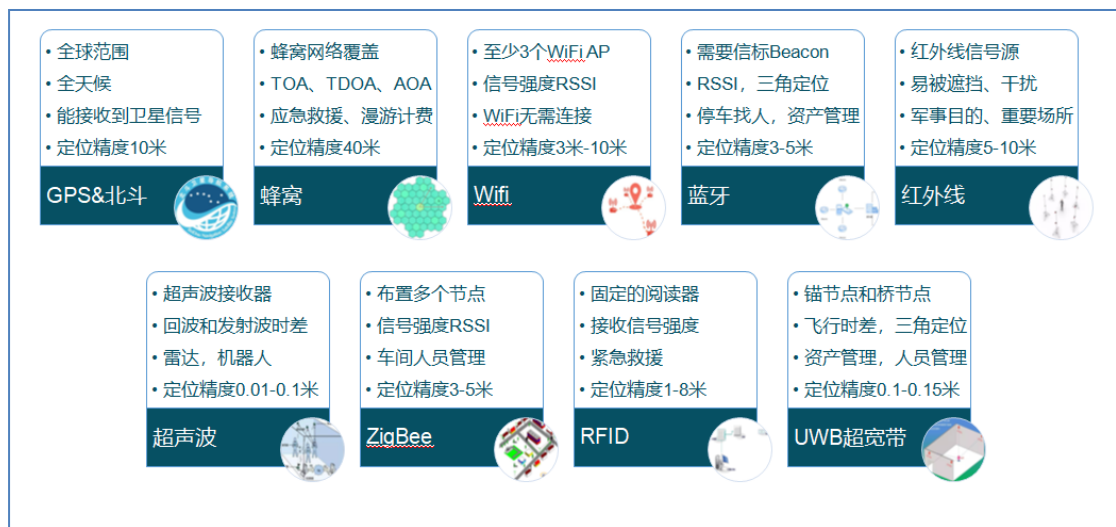 • 全球范围
• 全天候
• 能接收到卫星信号
• 定位精度10米
GPS&北斗
• 蜂窝网络覆盖
• TOA、TDOA、AOA
• 应急救援、漫游计费
• 定位精度40米
蜂窝
• 至少3个WiFi AP
• 信号强度RSSI
• WiFi无需连接
• 定位精度3米-10米
Wifi
• 需要信标Beacon
• RSSI，三角定位
• 停车找人，资产管理
• 定位精度3-5米
蓝牙
• 红外线信号源
• 易被遮挡、干扰
• 军事目的、重要场所
• 定位精度5-10米
红外线
• 超声波接收器
• 回波和发射波时差
• 雷达，机器人
• 定位精度0.01-0.1米
超声波
• 布置多个节点
• 信号强度RSSI
• 车间人员管理
• 定位精度3-5米
ZigBee
• 固定的阅读器
• 接收信号强度
• 紧急救援
• 定位精度1-8米
RFID
• 锚节点和桥节点
• 飞行时差，三角定位
• 资产管理，人员管理
• 定位精度0.1-0.15米
UWB超宽带